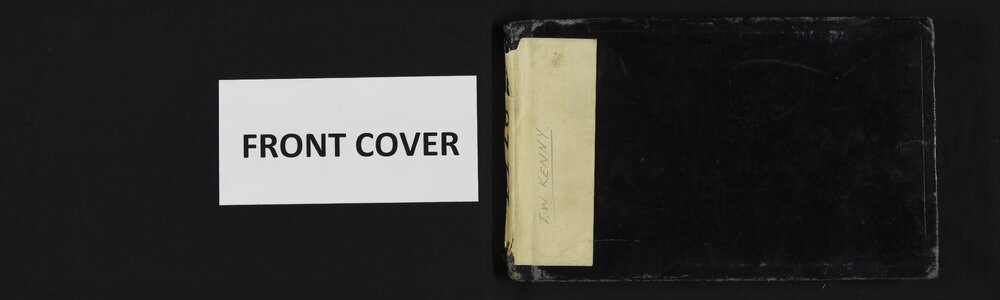 FRONT COVER
T.W. KENNY